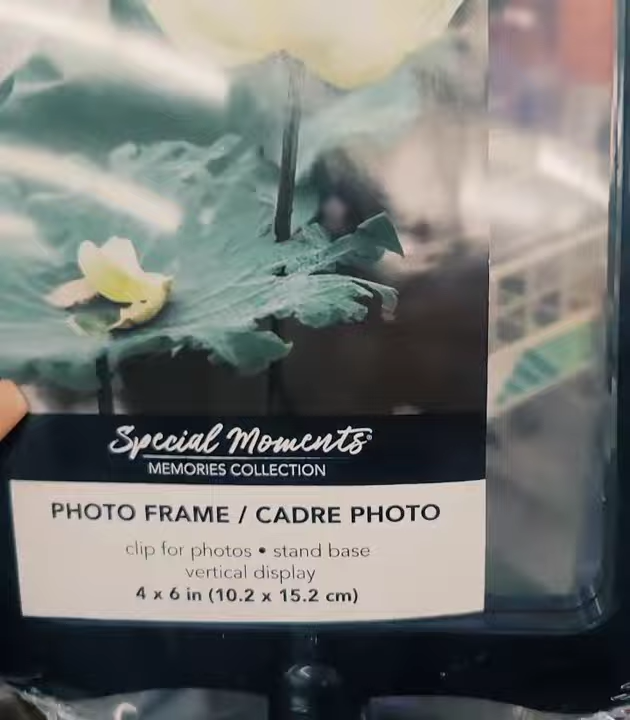 Special Moments®
MEMORIES COLLECTION
PHOTO FRAME / CADRE PHOTO
clip for photos • stand base
vertical display
4 x 6 in (10.2 x 15.2 cm)